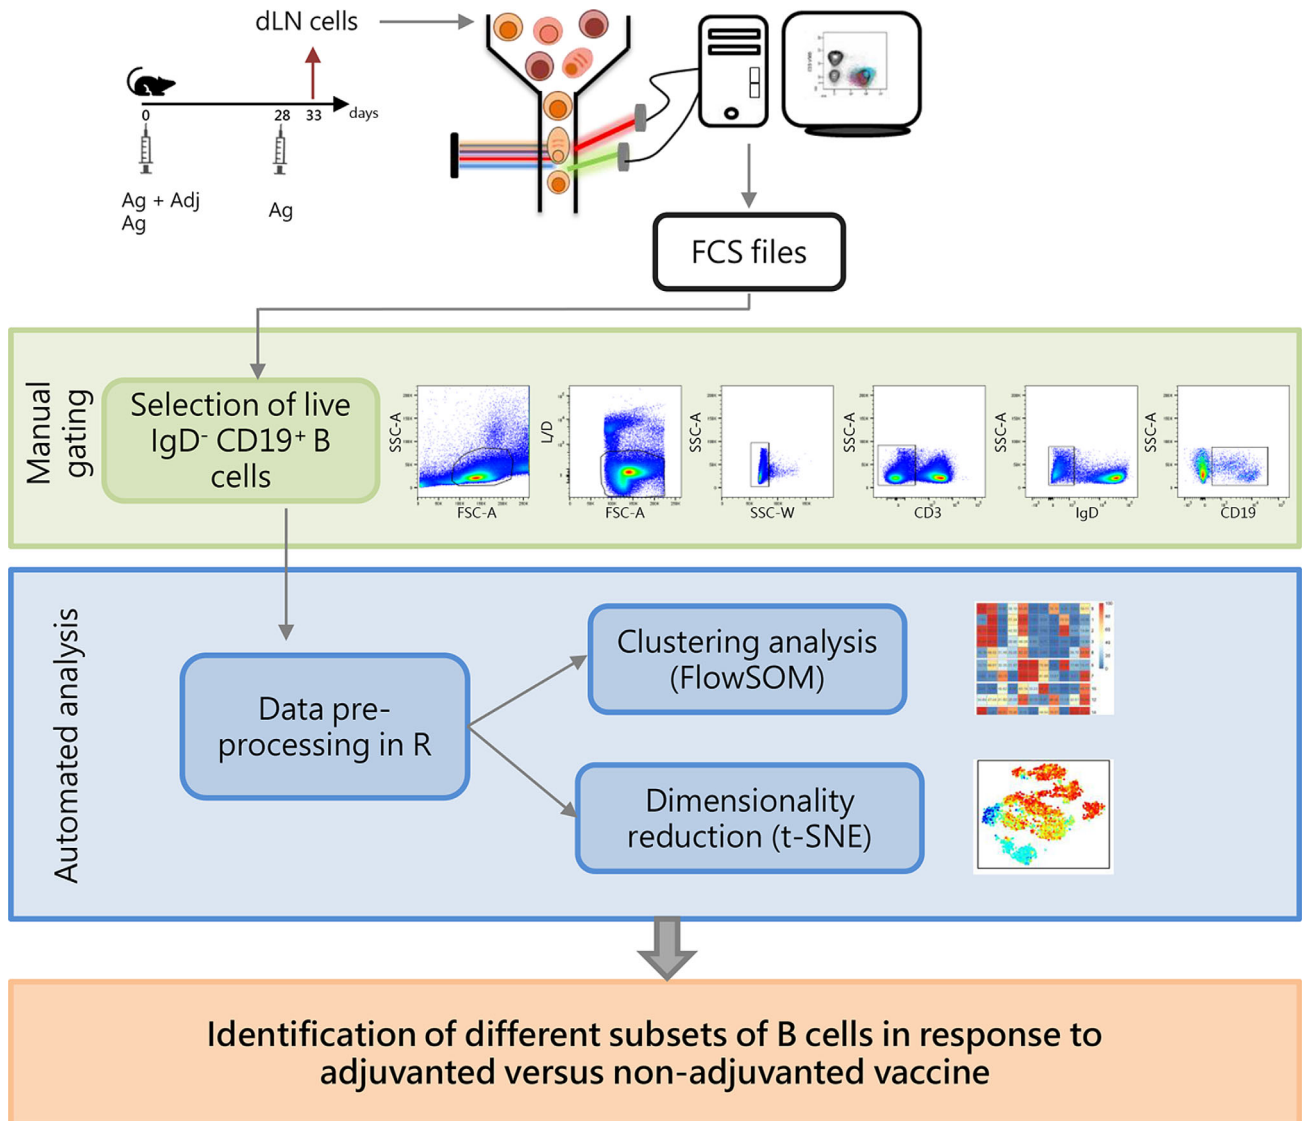 dLN cells
0
28
33
days
Ag + Adj
Ag
Ag
FCS files
Manual
gating
Selection of live
IgD⁻ CD19⁺ B
cells
SSC-A
FSC-A
L/D
FSC-A
SSC-A
SSC-W
SSC-A
CD3
SSC-A
IgD
SSC-A
CD19
Automated analysis
Data pre-
processing in R
Clustering analysis
(FlowSOM)
Dimensionality
reduction (t-SNE)
Identification of different subsets of B cells in response to
adjuvanted versus non-adjuvanted vaccine